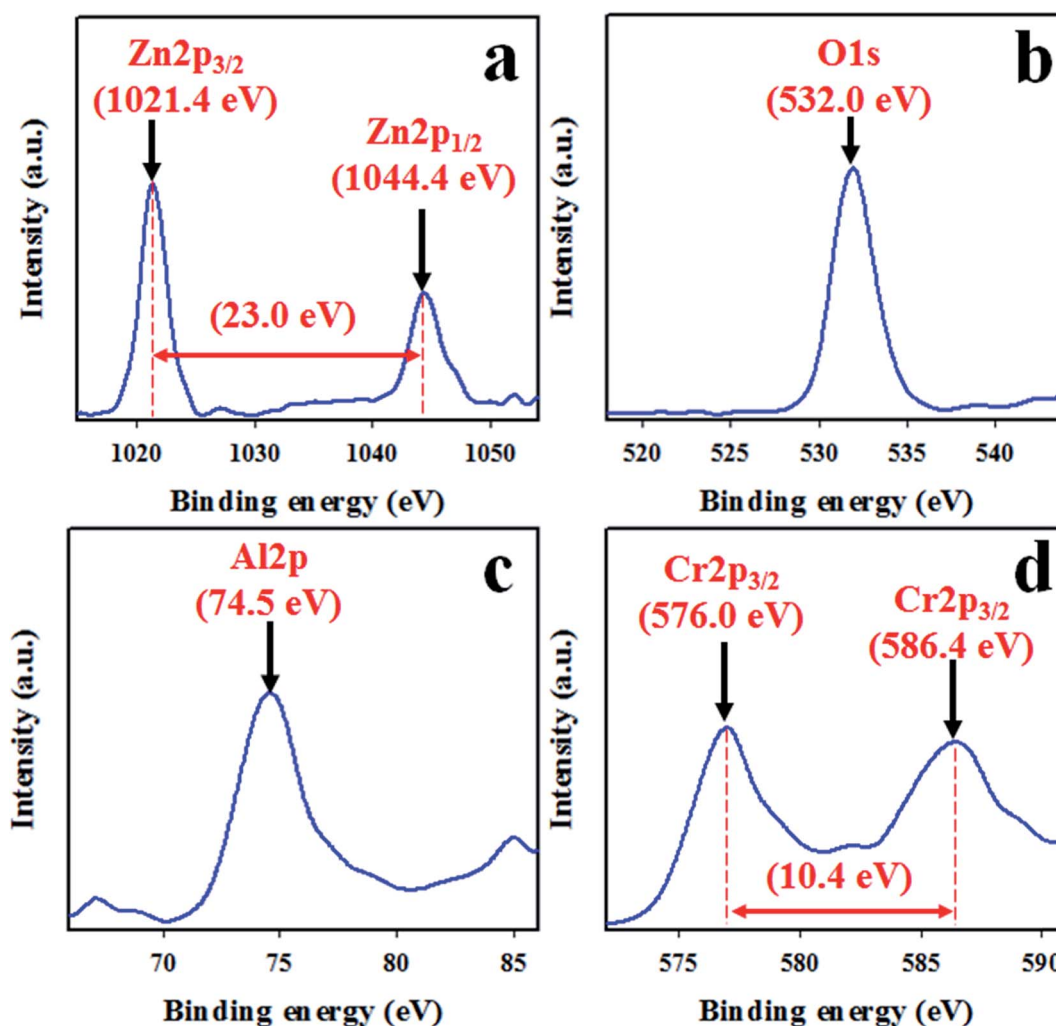 a
Zn2p3/2
(1021.4 eV)
Zn2p1/2
(1044.4 eV)
(23.0 eV)
Intensity (a.u.)
1020 1030 1040 1050
Binding energy (eV)
b
O1s
(532.0 eV)
Intensity (a.u.)
520 525 530 535 540
Binding energy (eV)
c
Al2p
(74.5 eV)
Intensity (a.u.)
70 75 80 85
Binding energy (eV)
d
Cr2p3/2
(576.0 eV)
Cr2p3/2
(586.4 eV)
(10.4 eV)
Intensity (a.u.)
575 580 585 590
Binding energy (eV)